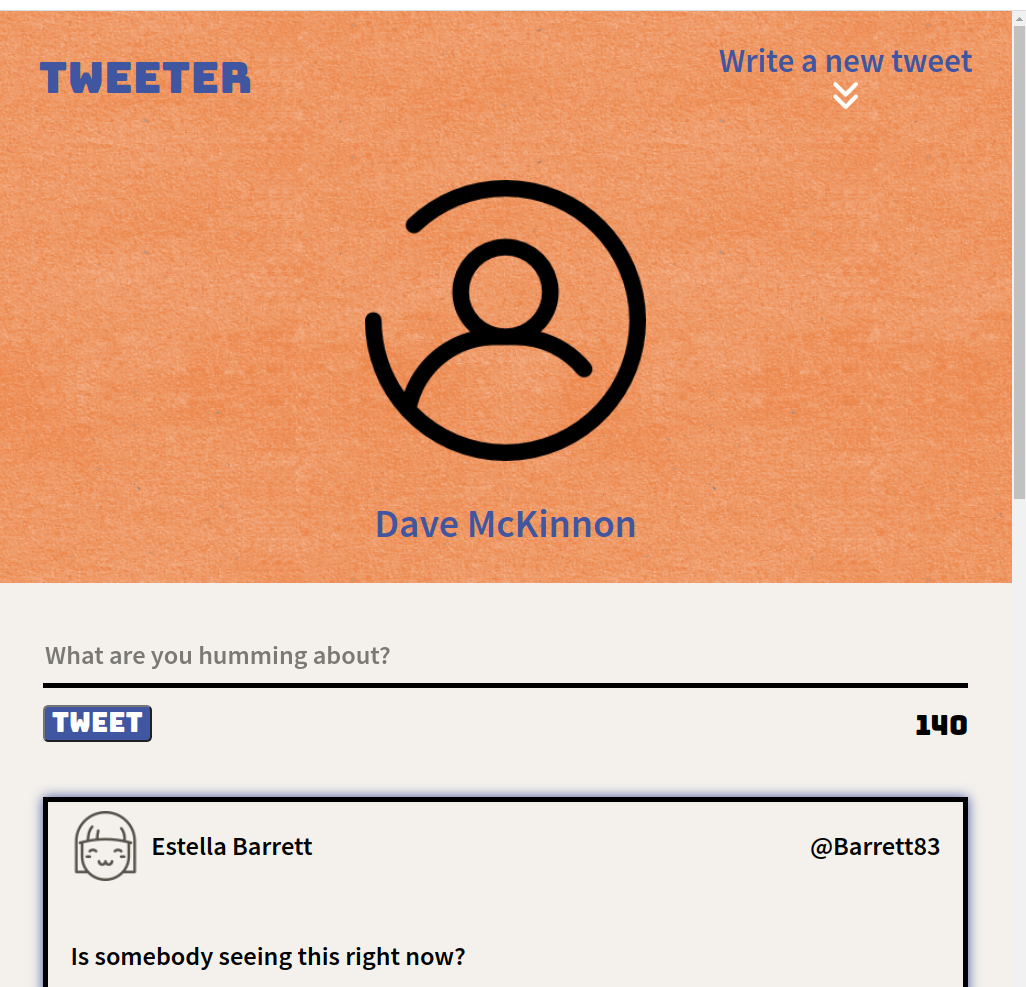 TWEETER
Write a new tweet
Dave McKinnon
What are you humming about?
TWEET
140
Estella Barrett
@Barrett83
Is somebody seeing this right now?